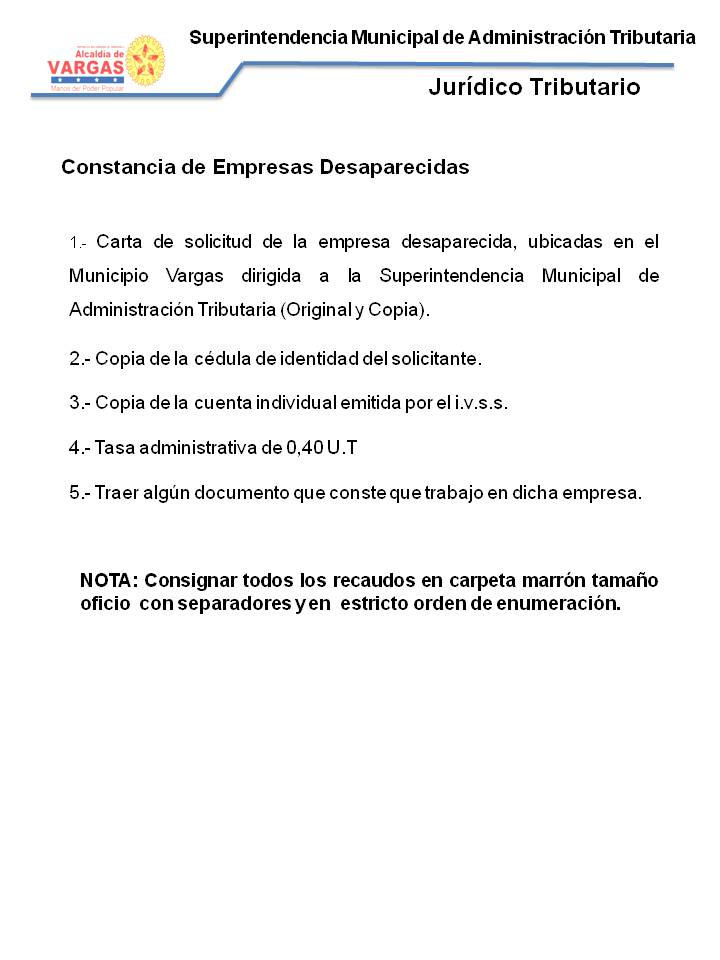 Superintendencia Municipal de Administración Tributaria
Alcaldía de
VARGAS
Manos del Poder Popular
Jurídico Tributario
Constancia de Empresas Desaparecidas
1.- Carta de solicitud de la empresa desaparecida, ubicadas en el
Municipio Vargas dirigida a la Superintendencia Municipal de
Administración Tributaria (Original y Copia).
2.- Copia de la cédula de identidad del solicitante.
3.- Copia de la cuenta individual emitida por el i.v.s.s.
4.- Tasa administrativa de 0,40 U.T
5.- Traer algún documento que conste que trabajo en dicha empresa.
NOTA: Consignar todos los recaudos en carpeta marrón tamaño
oficio con separadores y en estricto orden de enumeración.